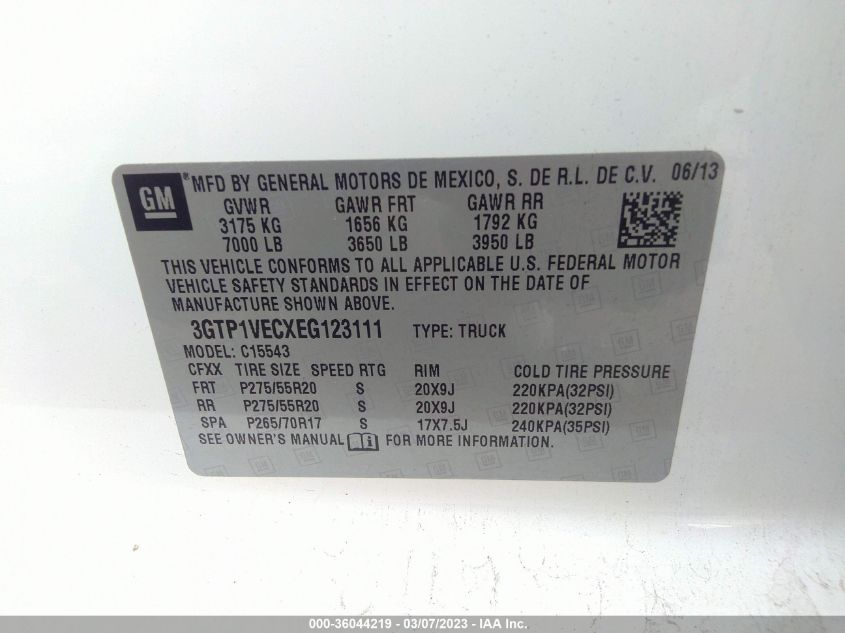 GM ® MFD BY GENERAL MOTORS DE MEXICO, S. DE R.L. DE C.V. 06/13
GVWR GAWR FRT GAWR RR
3175 KG 1656 KG 1792 KG
7000 LB 3650 LB 3950 LB
THIS VEHICLE CONFORMS TO ALL APPLICABLE U.S. FEDERAL MOTOR
VEHICLE SAFETY STANDARDS IN EFFECT ON THE DATE OF
MANUFACTURE SHOWN ABOVE.
3GTP1VECXEG123111 TYPE: TRUCK
MODEL: C15543
CFXX TIRE SIZE SPEED RTG RIM COLD TIRE PRESSURE
FRT P275/55R20 S 20X9J 220KPA(32PSI)
RR P275/55R20 S 20X9J 220KPA(32PSI)
SPA P265/70R17 S 17X7.5J 240KPA(35PSI)
SEE OWNER'S MANUAL FOR MORE INFORMATION.
000-36044219 - 03/07/2023 - IAA Inc.